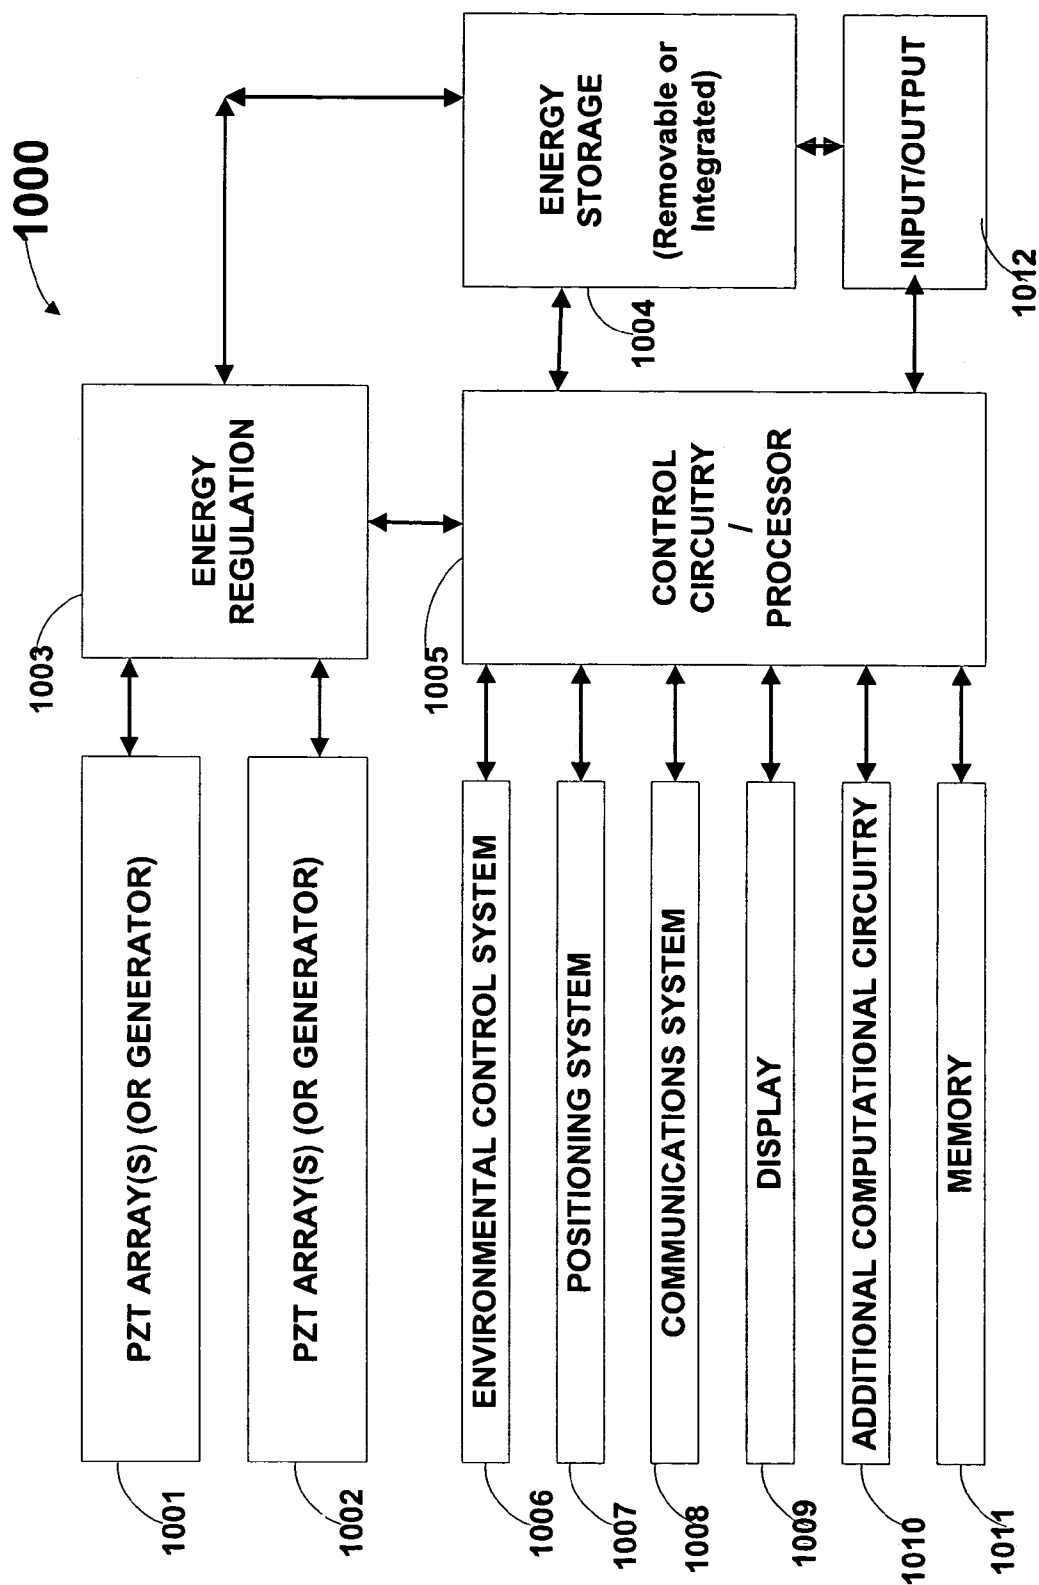 1000
1001
PZT ARRAY(S) (OR GENERATOR)
1002
PZT ARRAY(S) (OR GENERATOR)
1003
ENERGY
REGULATION
1004
ENERGY
STORAGE
(Removable or
Integrated)
1005
CONTROL
CIRCUITRY
/
PROCESSOR
1006
ENVIRONMENTAL CONTROL SYSTEM
1007
POSITIONING SYSTEM
1008
COMMUNICATIONS SYSTEM
1009
DISPLAY
1010
ADDITIONAL COMPUTATIONAL CIRCUITRY
1011
MEMORY
INPUT/OUTPUT
1012